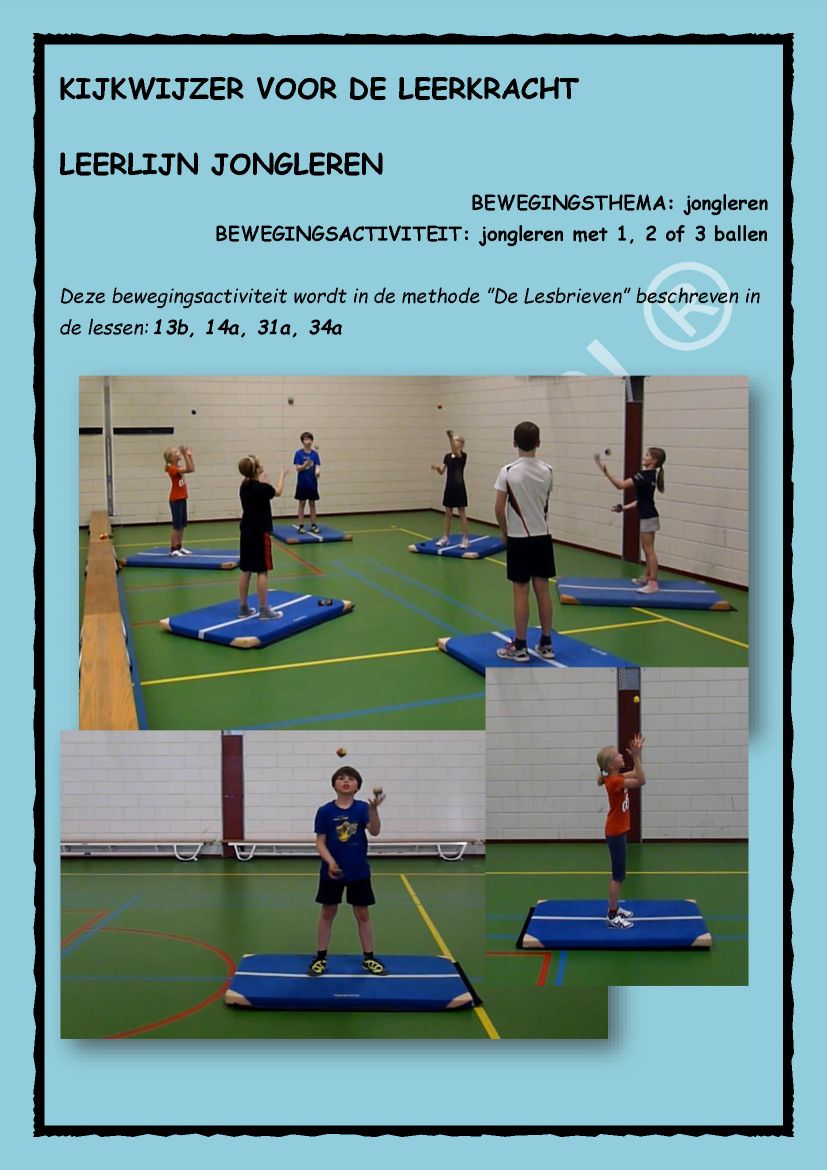 KIJKWIJZER VOOR DE LEERKRACHT
LEERLIJN JONGLEREN
BEWEGINGSTHEMA: jongleren
BEWEGINGSACTIVITEIT: jongleren met 1, 2 of 3 ballen
Deze bewegingsactiviteit wordt in de methode "De Lesbrieven" beschreven in
de lessen: 13b, 14a, 31a, 34a
®